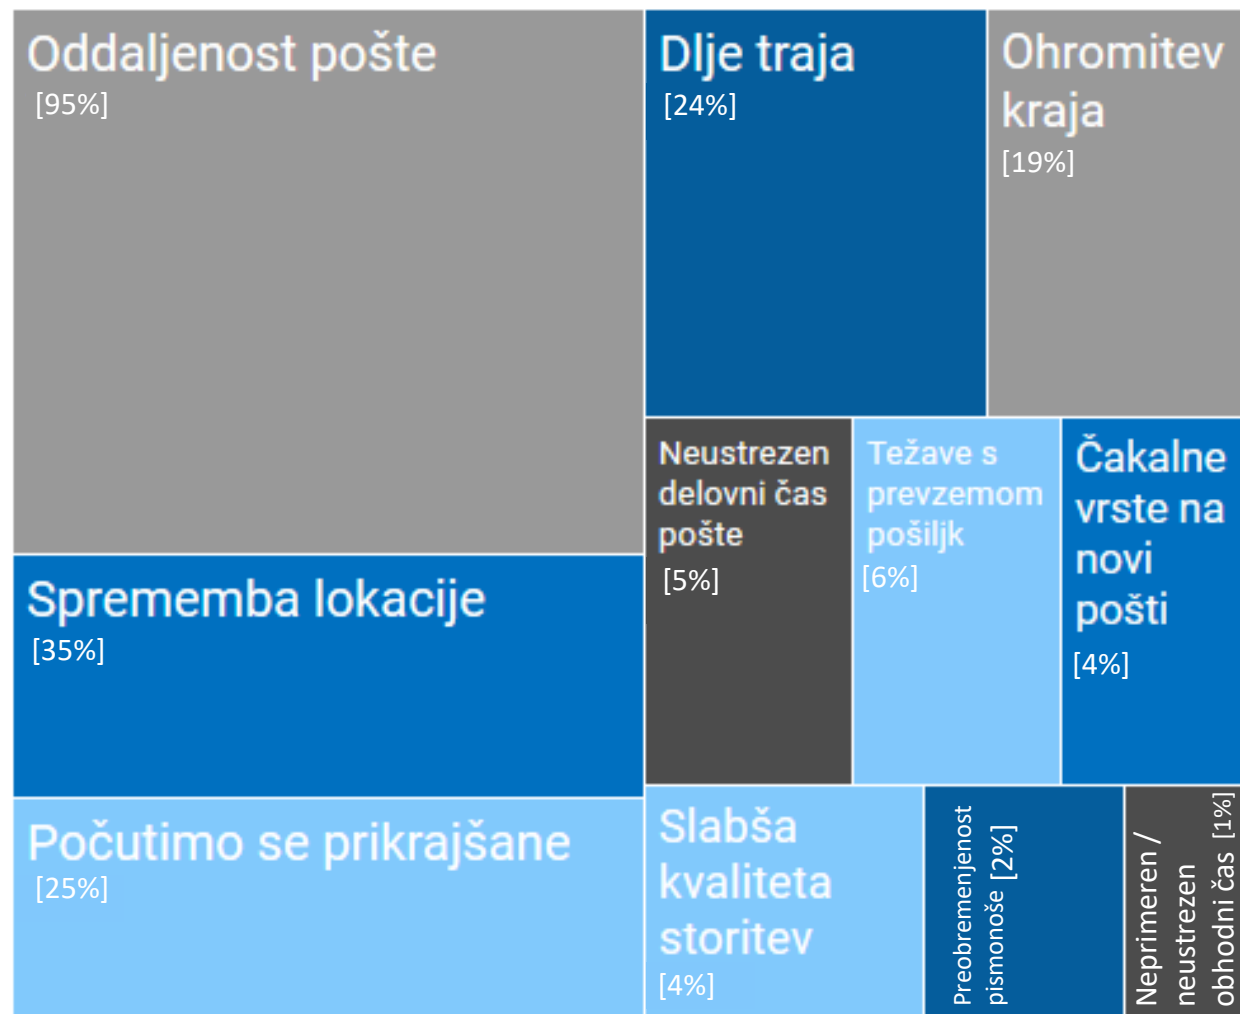 Oddaljenost pošte
[95%]
Sprememba lokacije
[35%]
Počutimo se prikrajšane
[25%]
Dlje traja
[24%]
Ohromitev
kraja
[19%]
Neustrezen
delovni čas
pošte
[5%]
Težave s
prevzemom
pošiljk
[6%]
Čakalne
vrste na
novi
pošti
[4%]
Slabša
kvaliteta
storitev
[4%]
Preobremenjenost
pismonoše [2%]
Neprimeren /
neustrezen
obhodni čas [1%]